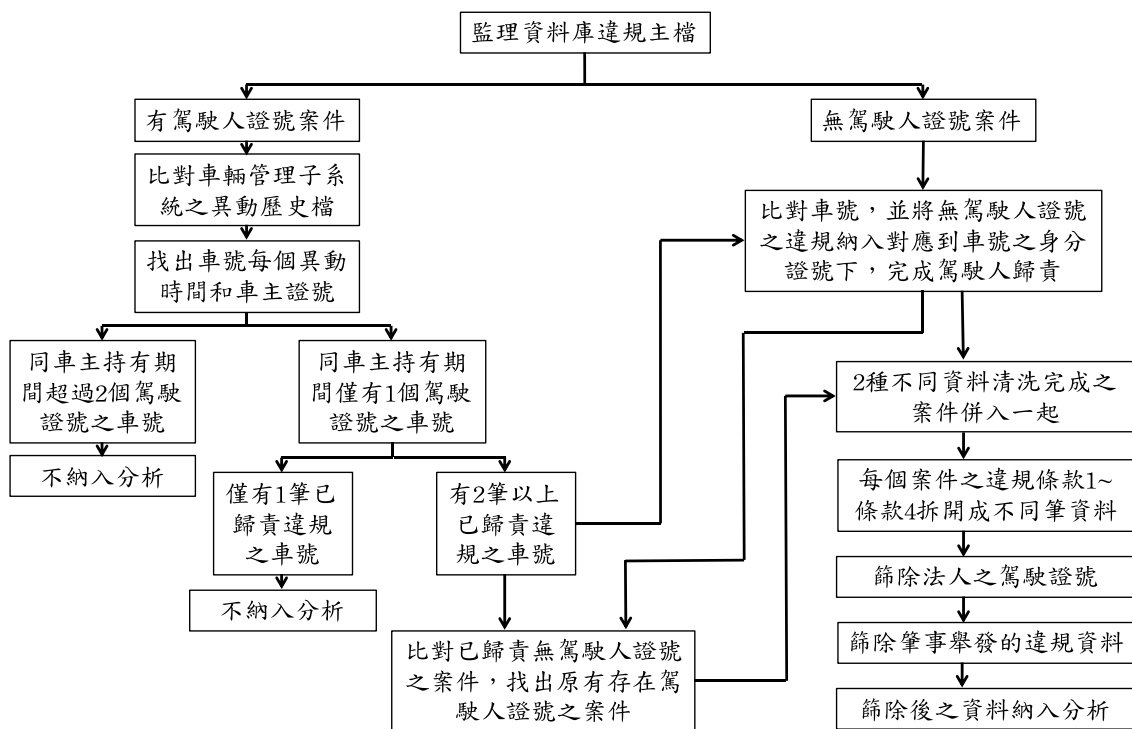 監理資料庫違規主檔
有駕駛人證號案件
無駕駛人證號案件
比對車輛管理子系
統之異動歷史檔
比對車號，並將無駕駛人證號
之違規納入對應到車號之身分
證號下，完成駕駛人歸責
找出車號每個異動
時間和車主證號
同車主持有期
間超過2個駕駛
證號之車號
同車主持有期
間僅有1個駕駛
證號之車號
2種不同資料清洗完成之
案件併入一起
不納入分析
僅有1筆已
歸責違規
之車號
有2筆以上
已歸責違
規之車號
每個案件之違規條款1~
條款4拆開成不同筆資料
篩除法人之駕駛證號
不納入分析
篩除肇事舉發的違規資料
比對已歸責無駕駛人證號
之案件，找出原有存在駕
駛人證號之案件
篩除後之資料納入分析